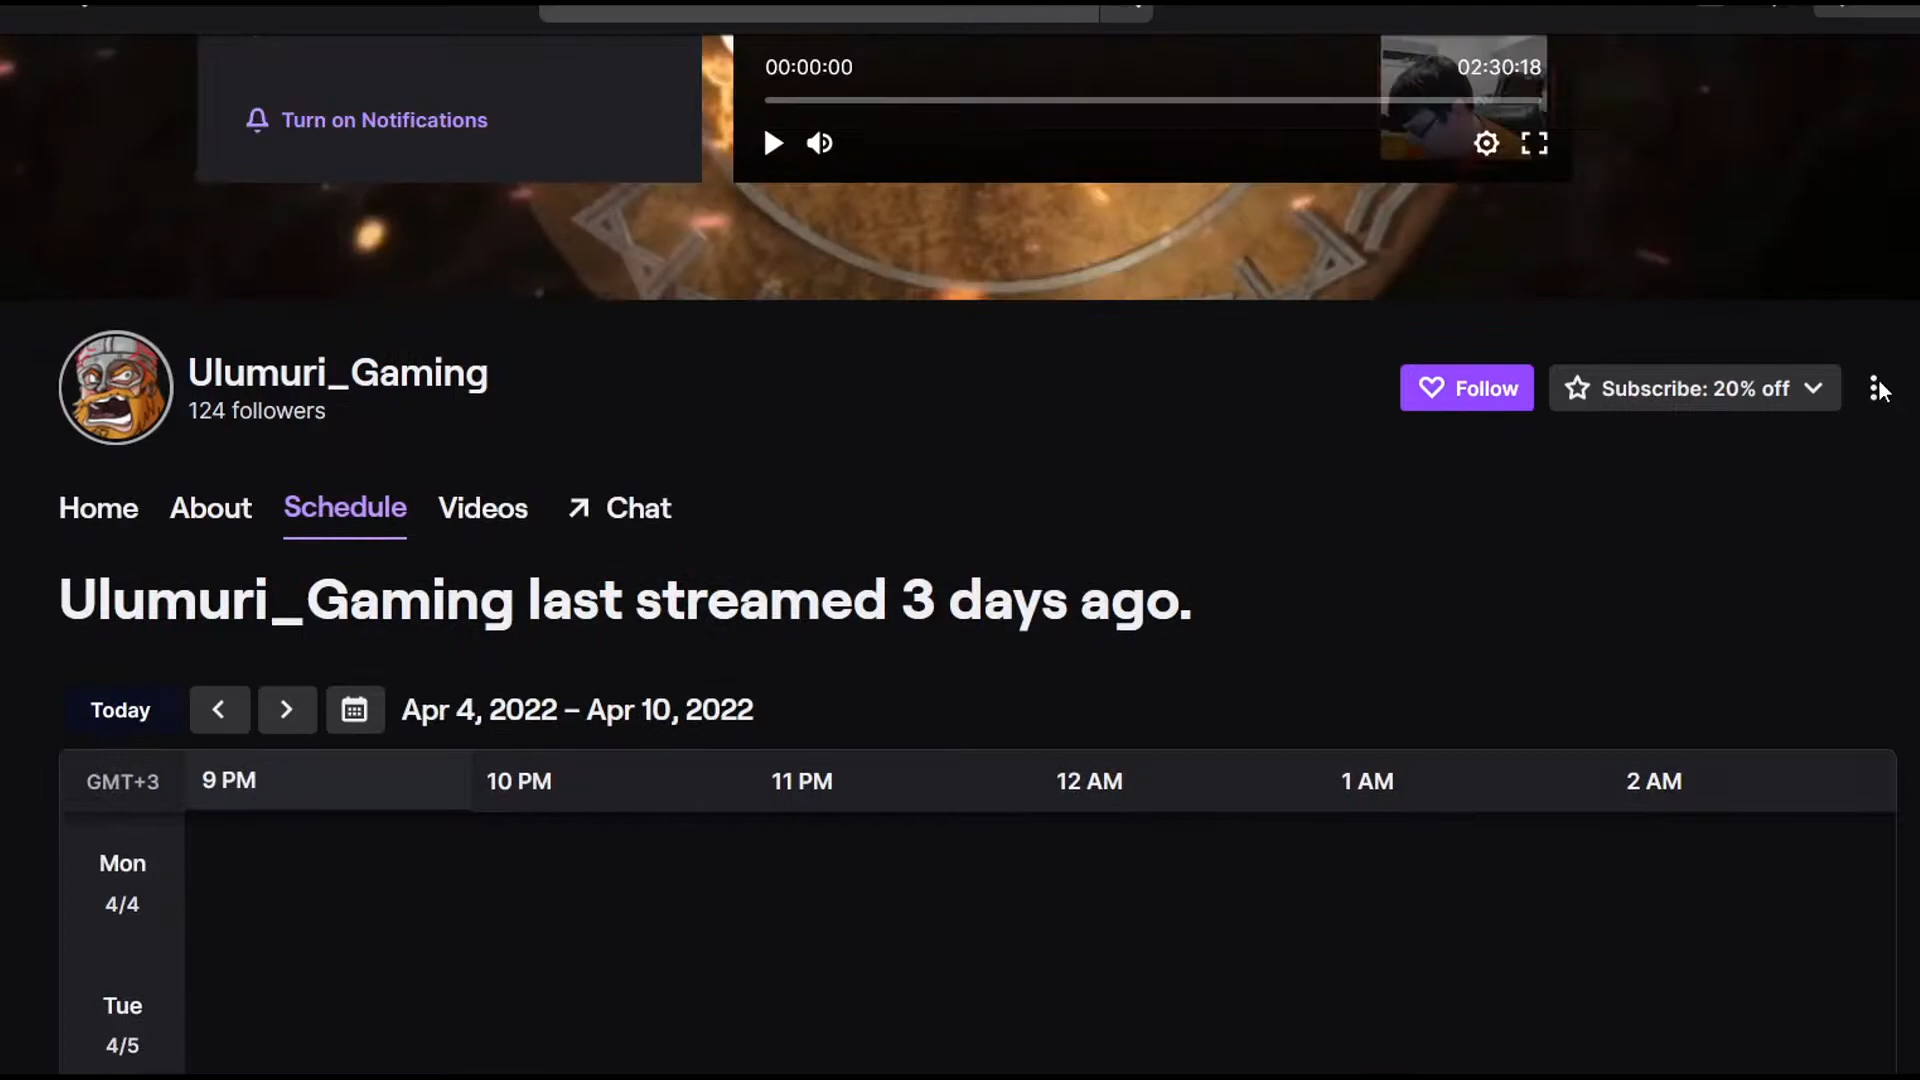 00:00:00
02:30:18
Turn on Notifications
Ulumuri_Gaming
124 followers
Follow
Subscribe: 20% off
Home About Schedule Videos Chat
Ulumuri_Gaming last streamed 3 days ago.
Today
Apr 4, 2022 – Apr 10, 2022
GMT+3 9 PM 10 PM 11 PM 12 AM 1 AM 2 AM
Mon
4/4
Tue
4/5